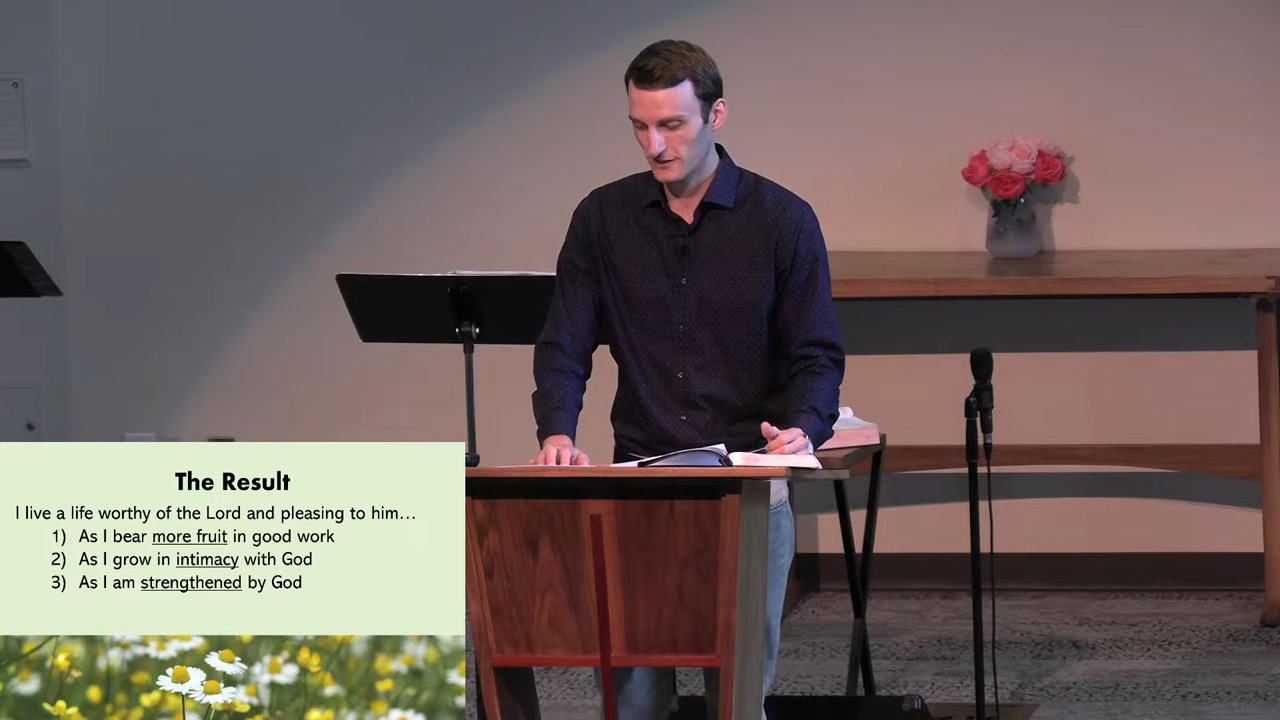 The Result
I live a life worthy of the Lord and pleasing to him...
1) As I bear more fruit in good work
2) As I grow in intimacy with God
3) As I am strengthened by God